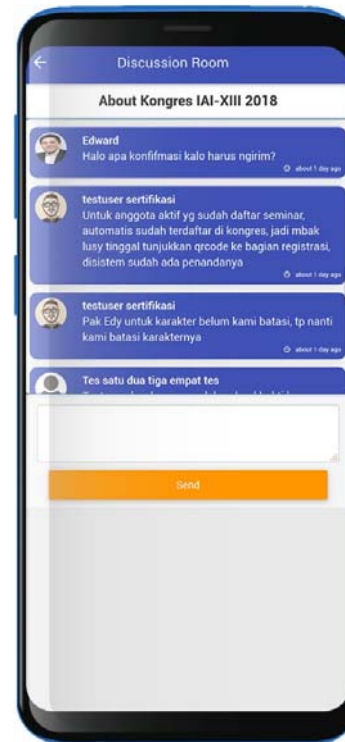 Discussion Room
About Kongres IAI-XIII 2018
Edward
Halo apa konfifmasi kalo harus ngirim?
about 1 day ago
testuser sertifikasi
Untuk anggota aktif yg sudah daftar seminar,
automatis sudah terdaftar di kongres, jadi mbak
lusy tinggal tunjukkan qrcode ke bagian registrasi,
disistem sudah ada penandanya
about 1 day ago
testuser sertifikasi
Pak Edy untuk karakter belum kami batasi, tp nanti
kami batasi karakternya
about 1 day ago
Tes satu dua tiga empat tes
Send